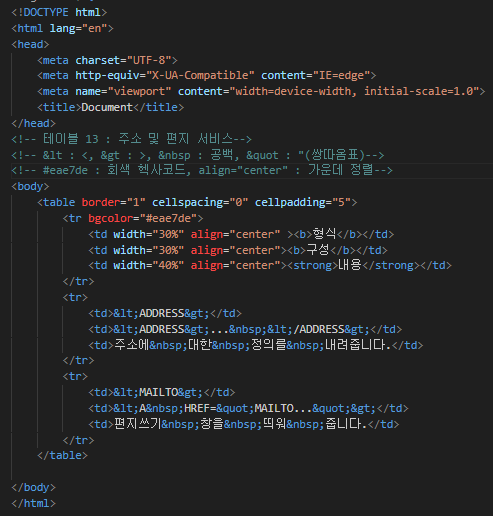 <!DOCTYPE html>
<html lang="en">
<head>
    <meta charset="UTF-8">
    <meta http-equiv="X-UA-Compatible" content="IE=edge">
    <meta name="viewport" content="width=device-width, initial-scale=1.0">
    <title>Document</title>
</head>
<!-- 테이블 13 : 주소 및 편지 서비스-->
<!-- &lt : <, &gt : >, &nbsp : 공백, &quot : "(쌍따옴표)-->
<!-- #eae7de : 회색 헥사코드, align="center" : 가운데 정렬-->
<body>
    <table border="1" cellspacing="0" cellpadding="5">
        <tr bgcolor="#eae7de">
            <td width="30%" align="center" ><b>형식</b></td>
            <td width="30%" align="center"><b>구성</b></td>
            <td width="40%" align="center"><strong>내용</strong></td>
        </tr>
        <tr>
            <td>&lt;ADDRESS&gt;</td>
            <td>&lt;ADDRESS&gt;...&nbsp;&lt;/ADDRESS&gt;</td>
            <td>주소에&nbsp;대한&nbsp;정의를&nbsp;내려줍니다.</td>
        </tr>
        <tr>
            <td>&lt;MAILTO&gt;</td>
            <td>&lt;A&nbsp;HREF=&quot;MAILTO...&quot;&gt;</td>
            <td>편지쓰기&nbsp;창을&nbsp;띄워&nbsp;줍니다.</td>
        </tr>
    </table>

</body>
</html>